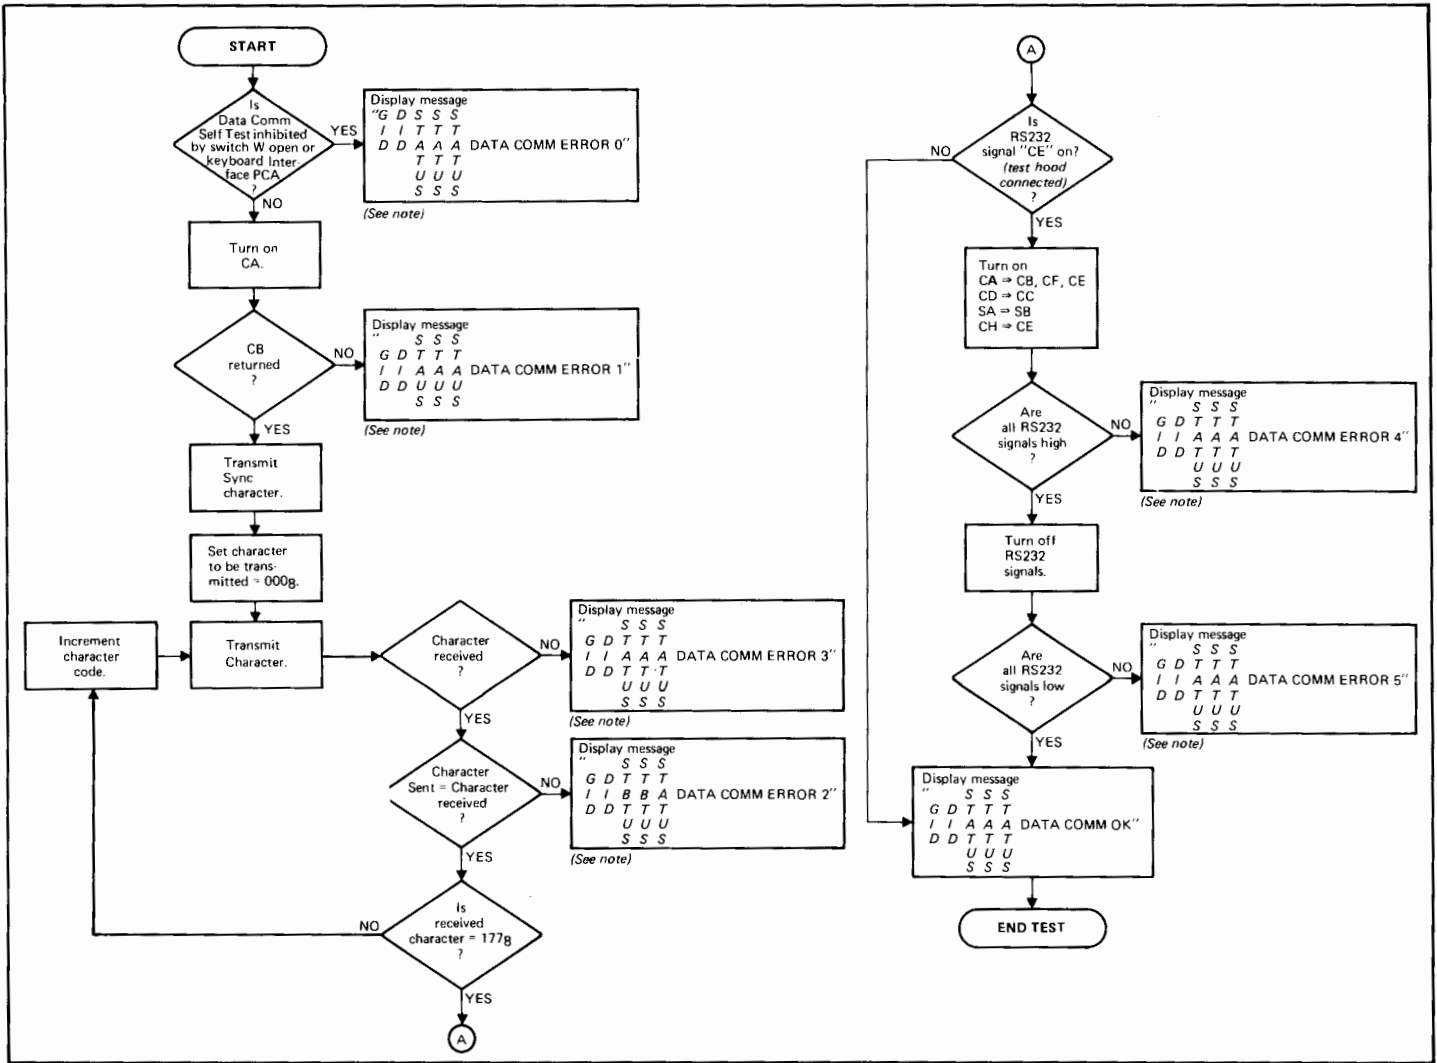 START
Is
Data Comm
Self Test inhibited
by switch W open or
keyboard Inter-
face PCA
?
YES
Display message
"G D S S S
I I T T T
D D A A A DATA COMM ERROR 0"
T T T
U U U
S S S
(See note)
NO
Turn on
CA.
CB
returned
?
NO
Display message
" S S S
G D T T T
I I A A A DATA COMM ERROR 1"
D D U U U
S S S
(See note)
YES
Transmit
Sync
character.
Set character
to be trans-
mitted = 0008.
Increment
character
code.
Transmit
Character.
Character
received
?
NO
Display message
" S S S
G D T T T
I I A A A DATA COMM ERROR 3"
D D T T T
U U U
S S S
(See note)
YES
Character
Sent = Character
received
?
NO
Display message
" S S S
G D T T T
I I B B A DATA COMM ERROR 2"
D D T T T
U U U
S S S
(See note)
YES
Is
received
character = 1778
?
NO
YES
A
A
Is
RS232
signal "CE" on?
(test hood
connected)
?
NO
YES
Turn on
CA ⇒ CB, CF, CE
CD ⇒ CC
SA ⇒ SB
CH ⇒ CE
Are
all RS232
signals high
?
NO
Display message
" S S S
G D T T T
I I A A A DATA COMM ERROR 4"
D D T T T
U U U
S S S
(See note)
YES
Turn off
RS232
signals.
Are
all RS232
signals low
?
NO
Display message
" S S S
G D T T T
I I A A A DATA COMM ERROR 5"
D D T T T
U U U
S S S
(See note)
YES
Display message
" S S S
G D T T T
I I A A A DATA COMM OK"
D D T T T
U U U
S S S
END TEST